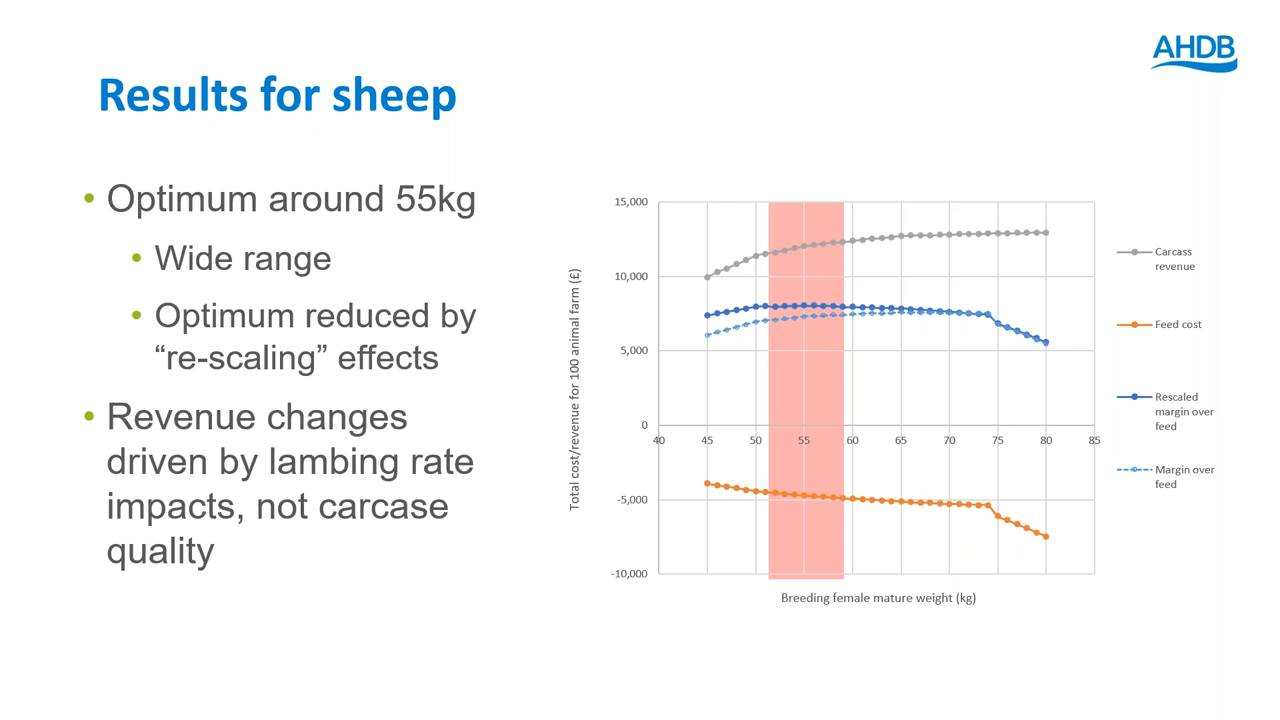 AHDB
Results for sheep
• Optimum around 55kg
• Wide range
• Optimum reduced by
“re-scaling” effects
• Revenue changes
driven by lambing rate
impacts, not carcase
quality
Total cost/revenue for 100 animal farm (£)
15,000
10,000
5,000
0
-5,000
-10,000
40 45 50 55 60 65 70 75 80 85
Breeding female mature weight (kg)
Carcass
revenue
Feed cost
Rescaled
margin over
feed
Margin over
feed